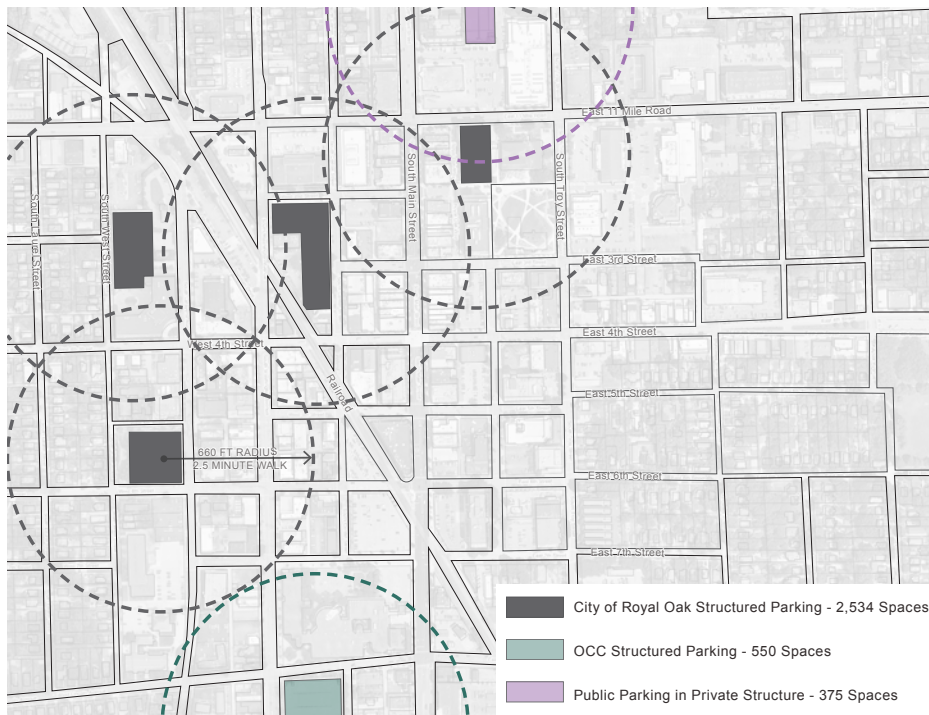 East 11 Mile Road
South Main Street
South Troy Street
South Laurel Street
South West Street
East 3rd Street
East 4th Street
West 4th Street
Railroad
East 5th Street
660 FT RADIUS
2.5 MINUTE WALK
East 6th Street
East 7th Street
City of Royal Oak Structured Parking - 2,534 Spaces
OCC Structured Parking - 550 Spaces
Public Parking in Private Structure - 375 Spaces